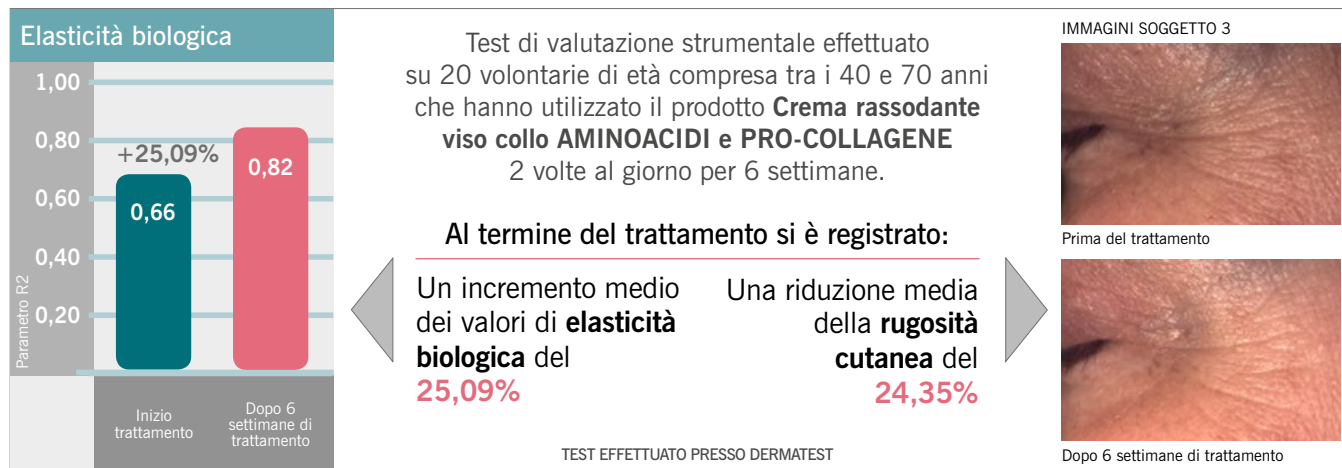 Elasticità biologica
1,00
0,80
0,60
0,40
0,20
Parametro R2
+25,09%
0,66
0,82
Inizio
trattamento
Dopo 6
settimane di
trattamento
Test di valutazione strumentale effettuato
su 20 volontarie di età compresa tra i 40 e 70 anni
che hanno utilizzato il prodotto Crema rassodante
viso collo AMINOACIDI e PRO-COLLAGENE
2 volte al giorno per 6 settimane.
Al termine del trattamento si è registrato:
Un incremento medio
dei valori di elasticità
biologica del
25,09%
Una riduzione media
della rugosità
cutanea del
24,35%
TEST EFFETTUATO PRESSO DERMATEST
IMMAGINI SOGGETTO 3
Prima del trattamento
Dopo 6 settimane di trattamento